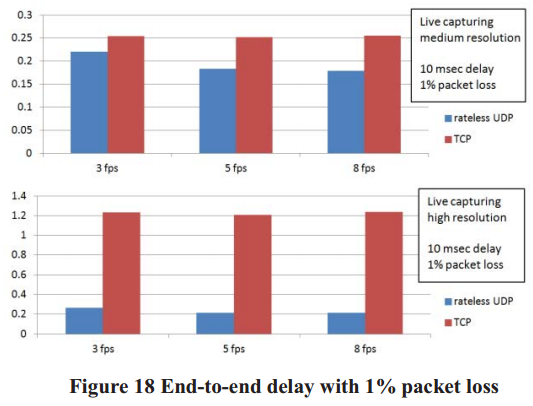 0.3
0.25
0.2
0.15
0.1
0.05
0
3 fps
5 fps
8 fps
Live capturing
medium resolution
10 msec delay
1% packet loss
rateless UDP
TCP
1.4
1.2
1
0.8
0.6
0.4
0.2
0
3 fps
5 fps
8 fps
Live capturing
high resolution
10 msec delay
1% packet loss
rateless UDP
TCP
Figure 18 End-to-end delay with 1% packet loss